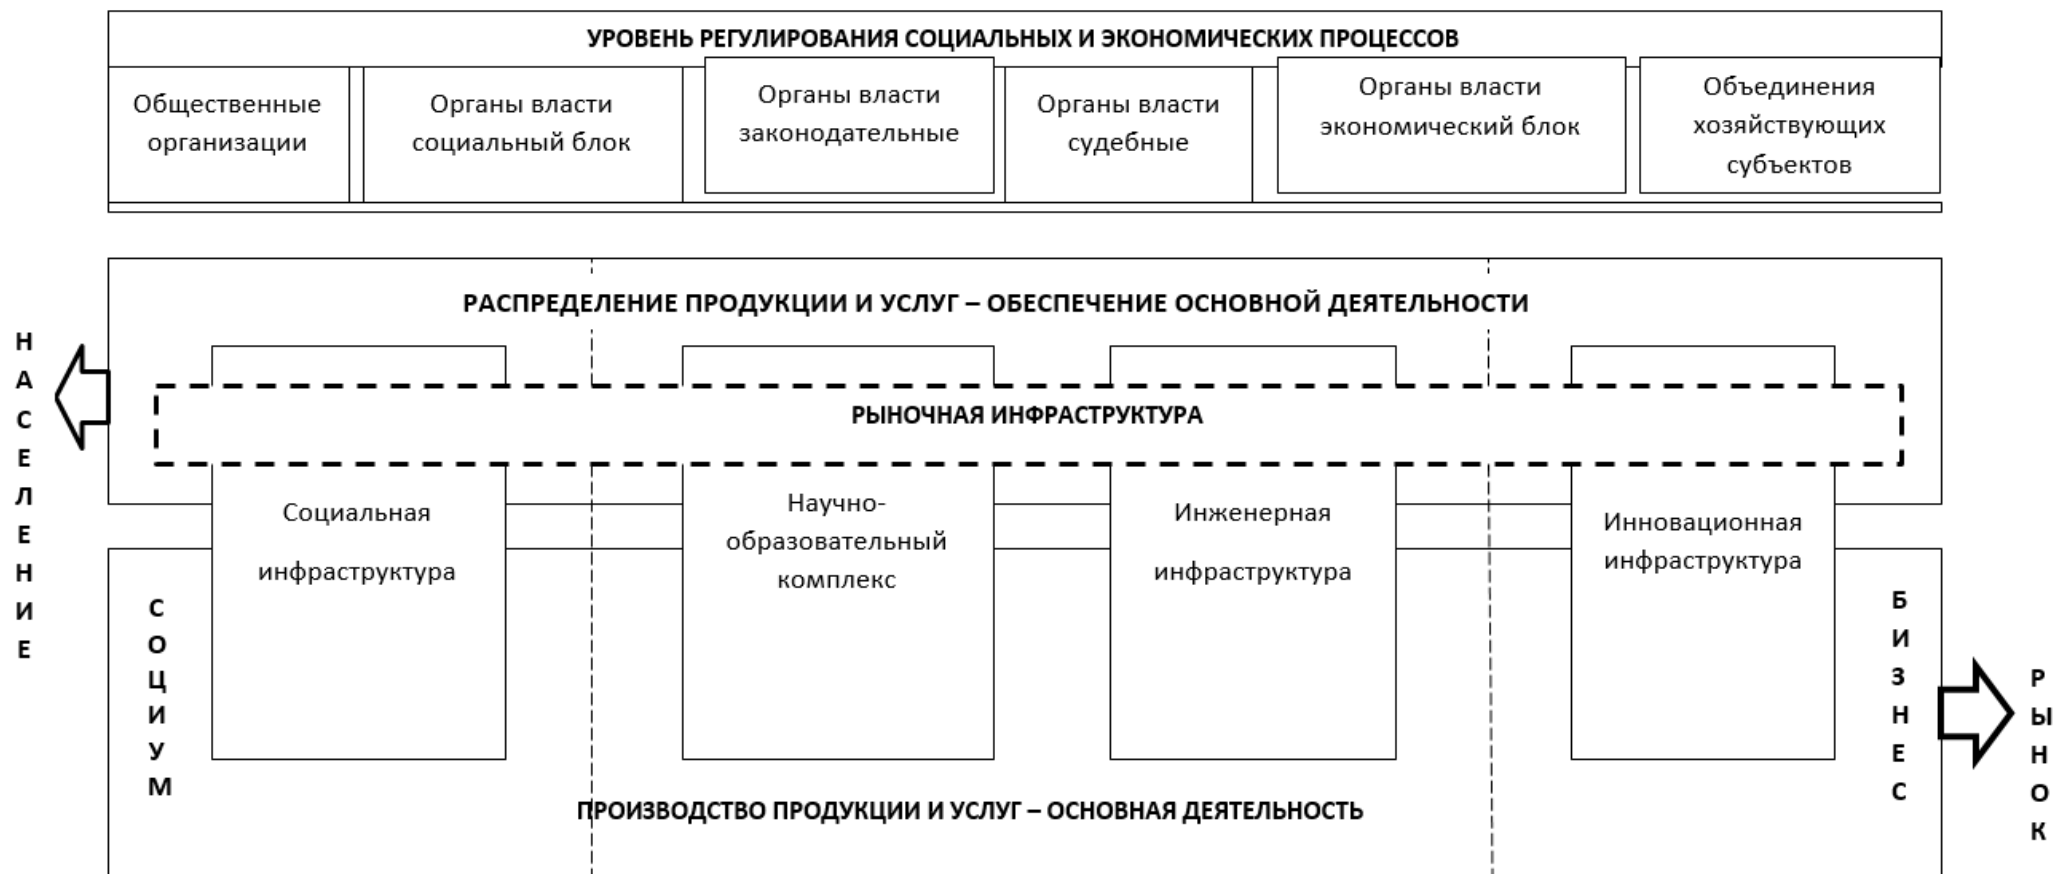 УРОВЕНЬ РЕГУЛИРОВАНИЯ СОЦИАЛЬНЫХ И ЭКОНОМИЧЕСКИХ ПРОЦЕССОВ
Общественные
организации
Органы власти
социальный блок
Органы власти
законодательные
Органы власти
судебные
Органы власти
экономический блок
Объединения
хозяйствующих
субъектов
РАСПРЕДЕЛЕНИЕ ПРОДУКЦИИ И УСЛУГ – ОБЕСПЕЧЕНИЕ ОСНОВНОЙ ДЕЯТЕЛЬНОСТИ
НАСЕЛЕНИЕ
РЫНОЧНАЯ ИНФРАСТРУКТУРА
Социальная
инфраструктура
Научно-
образовательный
комплекс
Инженерная
инфраструктура
Инновационная
инфраструктура
СОЦИУМ
БИЗНЕС
РЫНОК
ПРОИЗВОДСТВО ПРОДУКЦИИ И УСЛУГ – ОСНОВНАЯ ДЕЯТЕЛЬНОСТЬ